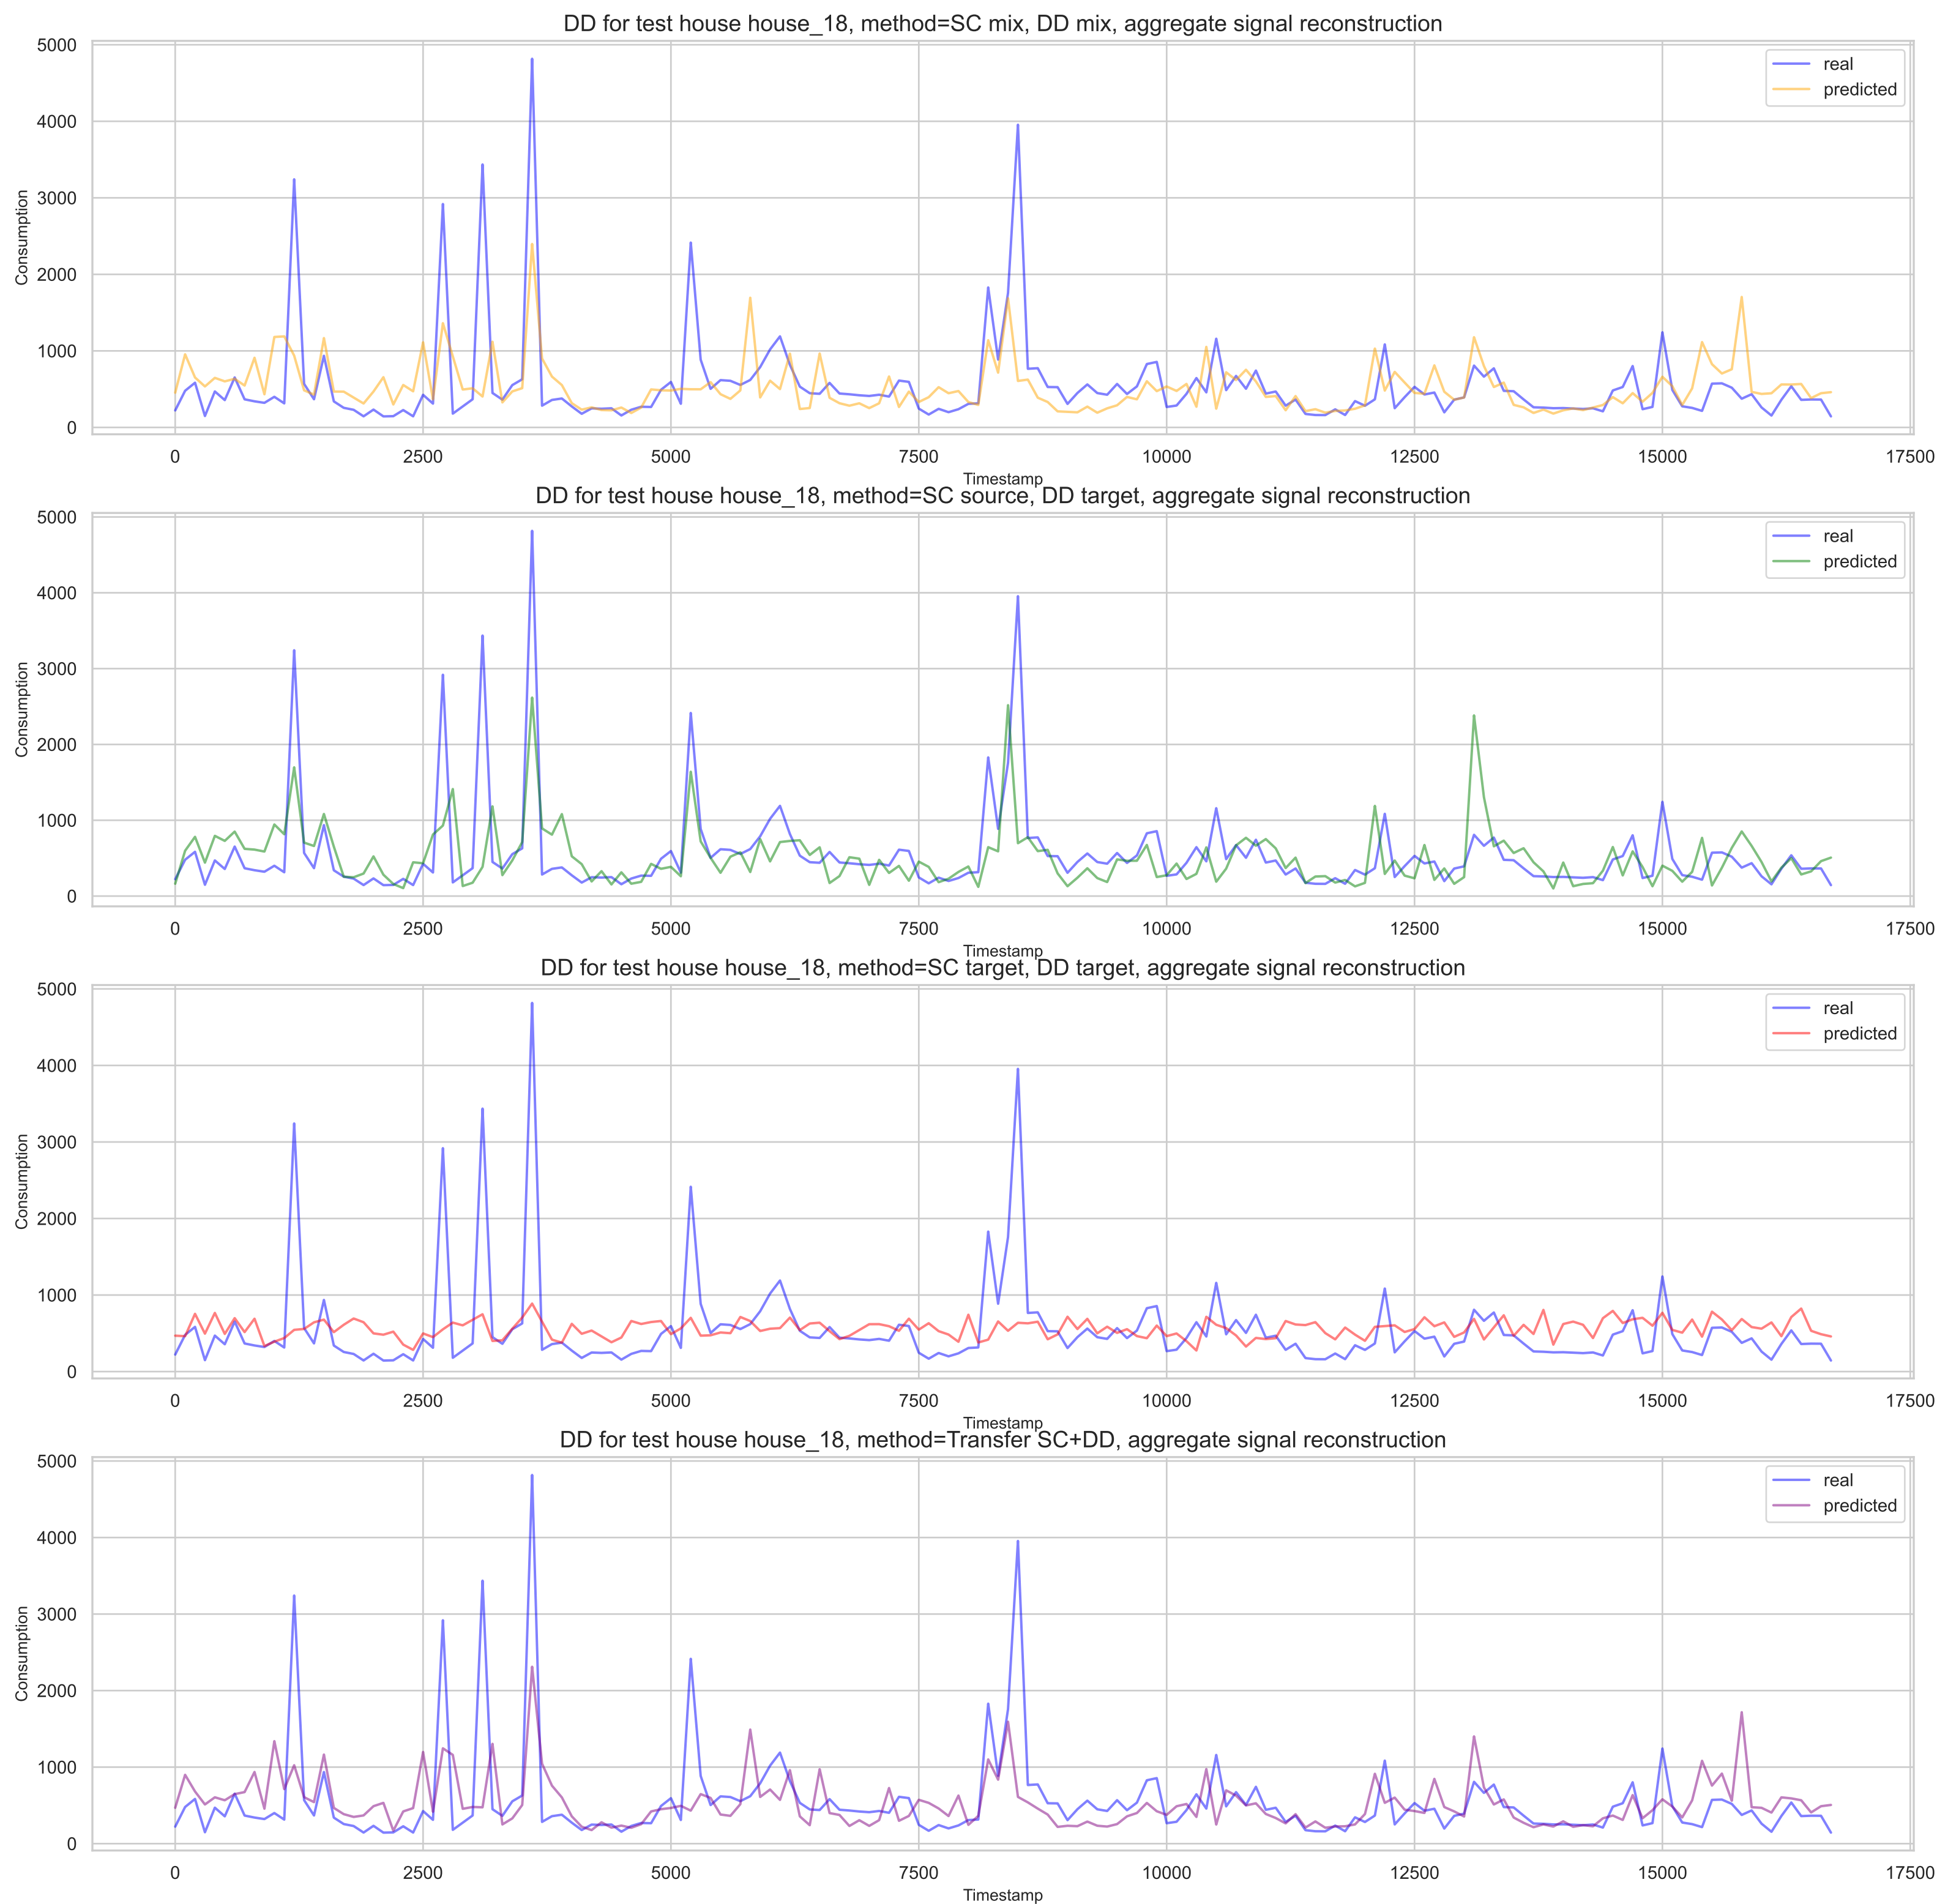 DD for test house house_18, method=SC mix, DD mix, aggregate signal reconstruction
5000
4000
3000
2000
1000
0
Consumption
real
predicted
0 2500 5000 7500 10000 12500 15000 17500
Timestamp
DD for test house house_18, method=SC source, DD target, aggregate signal reconstruction
5000
4000
3000
2000
1000
0
Consumption
real
predicted
0 2500 5000 7500 10000 12500 15000 17500
Timestamp
DD for test house house_18, method=SC target, DD target, aggregate signal reconstruction
5000
4000
3000
2000
1000
0
Consumption
real
predicted
0 2500 5000 7500 10000 12500 15000 17500
Timestamp
DD for test house house_18, method=Transfer SC+DD, aggregate signal reconstruction
5000
4000
3000
2000
1000
0
Consumption
real
predicted
0 2500 5000 7500 10000 12500 15000 17500
Timestamp